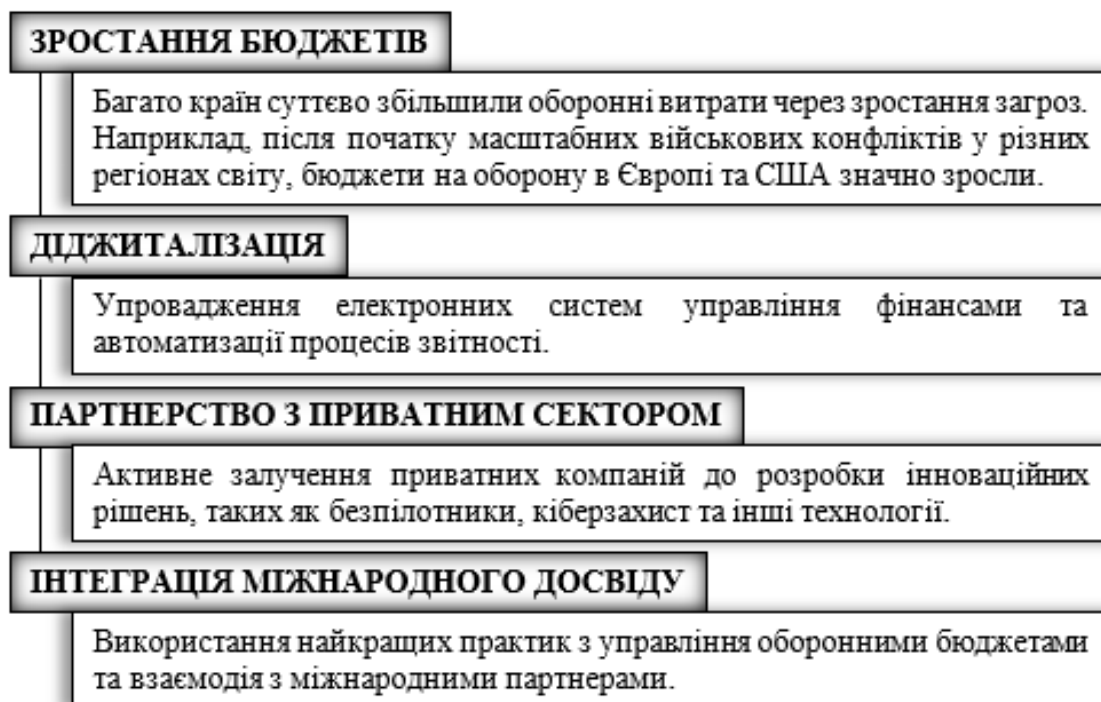 ЗРОСТАННЯ БЮДЖЕТІВ
Багато країн суттєво збільшили оборонні витрати через зростання загроз.
Наприклад, після початку масштабних військових конфліктів у різних
регіонах світу, бюджети на оборону в Європі та США значно зросли.
ДІДЖИТАЛІЗАЦІЯ
Упровадження електронних систем управління фінансами та
автоматизації процесів звітності.
ПАРТНЕРСТВО З ПРИВАТНИМ СЕКТОРОМ
Активне залучення приватних компаній до розробки інноваційних
рішень, таких як безпілотники, кіберзахист та інші технології.
ІНТЕГРАЦІЯ МІЖНАРОДНОГО ДОСВІДУ
Використання найкращих практик з управління оборонними бюджетами
та взаємодія з міжнародними партнерами.